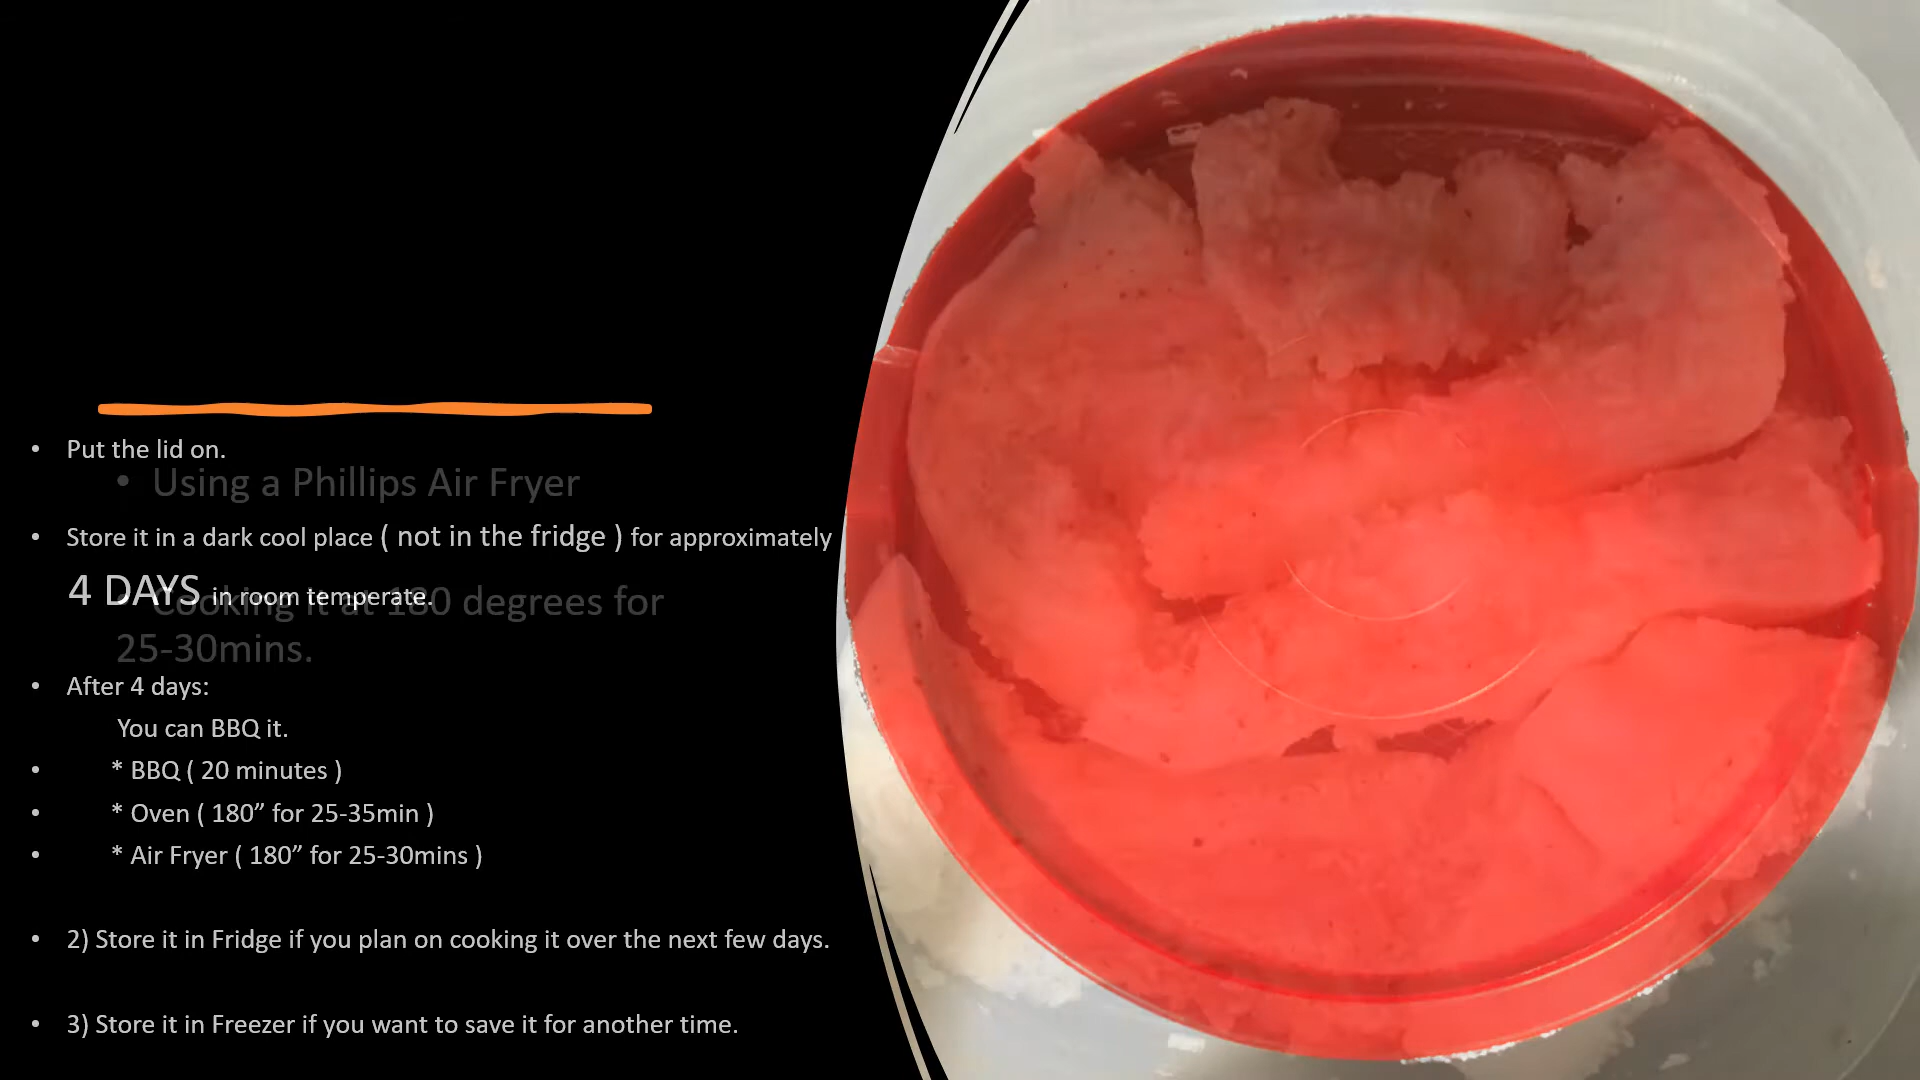 • Put the lid on.
• Using a Phillips Air Fryer
• Store it in a dark cool place ( not in the fridge ) for approximately
4 DAYS in room temperate.
• Cooking it at 180 degrees for
25-30mins.
• After 4 days:
You can BBQ it.
• * BBQ ( 20 minutes )
• * Oven ( 180” for 25-35min )
• * Air Fryer ( 180” for 25-30mins )
• 2) Store it in Fridge if you plan on cooking it over the next few days.
• 3) Store it in Freezer if you want to save it for another time.